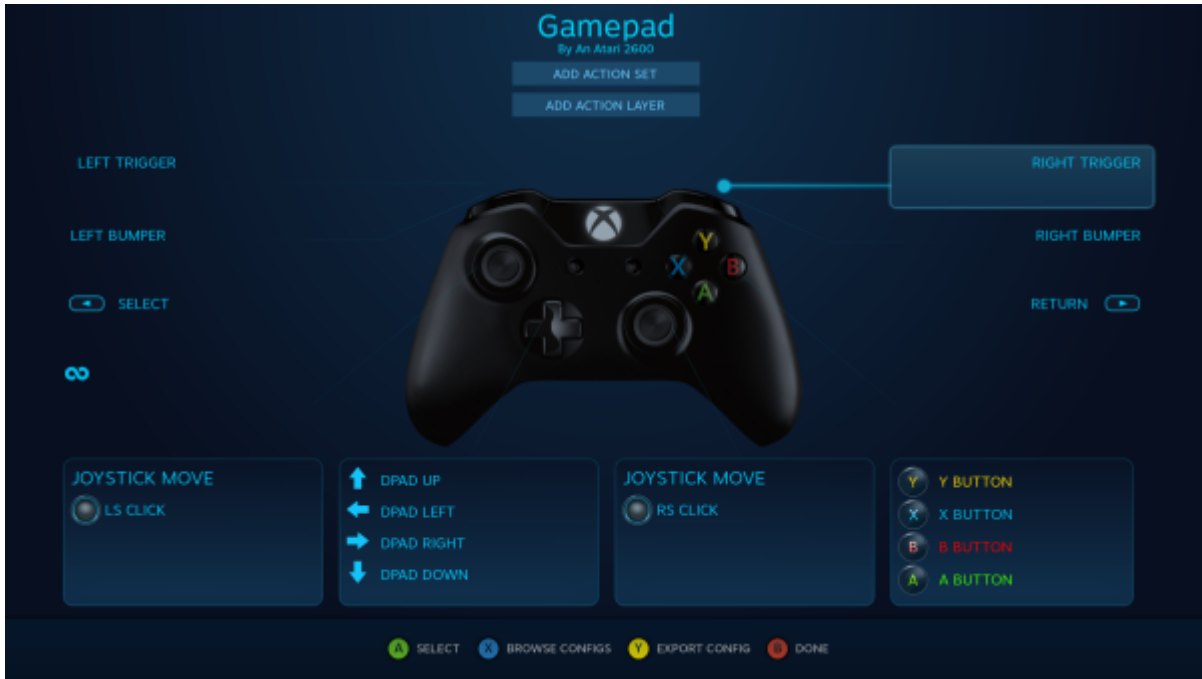 Gamepad
By An Atari 2600
ADD ACTION SET
ADD ACTION LAYER
LEFT TRIGGER
RIGHT TRIGGER
LEFT BUMPER
RIGHT BUMPER
SELECT
RETURN
Y
X
B
A
JOYSTICK MOVE
LS CLICK
DPAD UP
DPAD LEFT
DPAD RIGHT
DPAD DOWN
JOYSTICK MOVE
RS CLICK
Y Y BUTTON
X X BUTTON
B B BUTTON
A A BUTTON
A SELECT X BROWSE CONFIGS Y EXPORT CONFIG B DONE